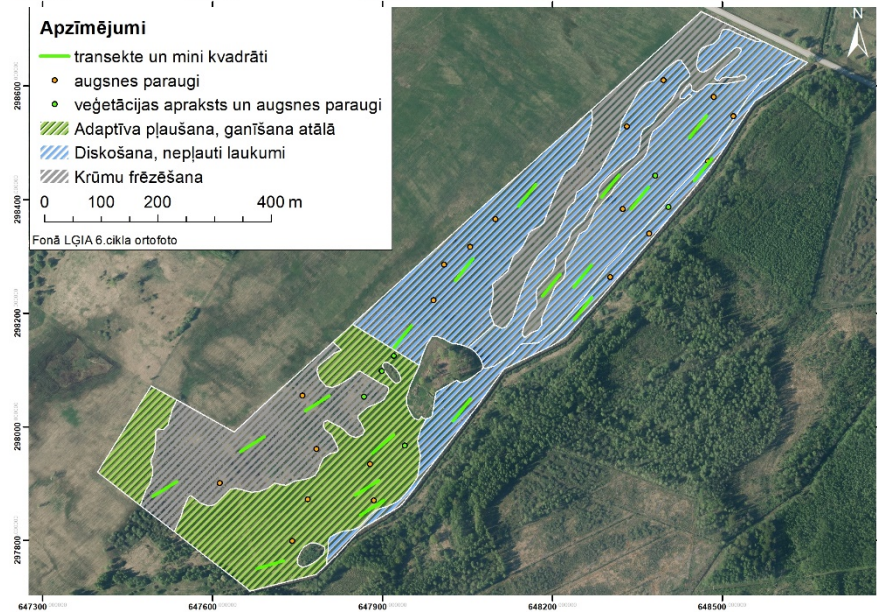 Apzīmējumi
transekte un mini kvadrāti
augsnes paraugi
veģetācijas apraksts un augsnes paraugi
Adaptīva pļaušana, ganīšana atālā
Diskošana, nepļauti laukumi
Krūmu frēzēšana
0 100 200 400 m
Fonā LĢIA 6.cikla ortofoto
N
298600
298400
298200
298000
297800
647300 647600 647900 648200 648500